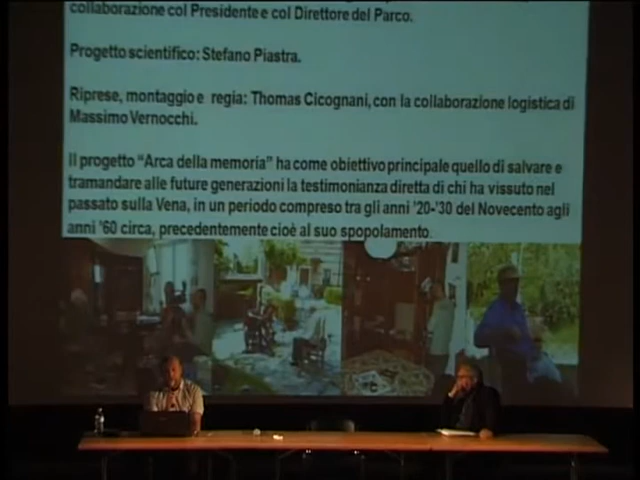 collaborazione col Presidente e col Direttore del Parco.
Progetto scientifico: Stefano Piastra.
Riprese, montaggio e regia: Thomas Cicognani, con la collaborazione logistica di
Massimo Vernocchi.
Il progetto "Arca della memoria" ha come obiettivo principale quello di salvare e
tramandare alle future generazioni la testimonianza diretta di chi ha vissuto nel
passato sulla Vena, in un periodo compreso tra gli anni '20-'30 del Novecento agli
anni '60 circa, precedentemente cioè al suo spopolamento.